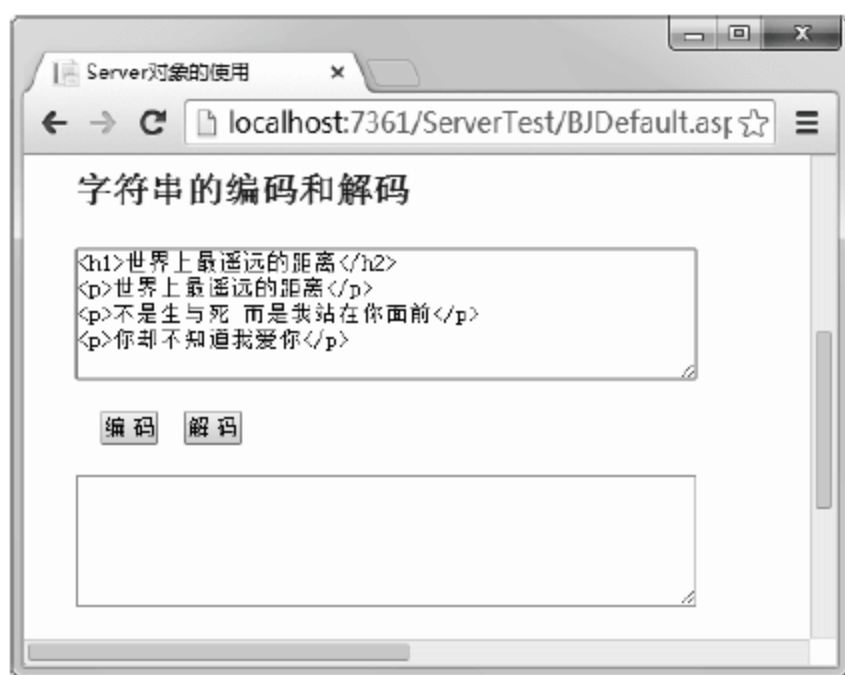 Server对象的使用
localhost:7361/ServerTest/BJDefault.asp
字符串的编码和解码
<h1>世界上最遥远的距离</h2>
<p>世界上最遥远的距离</p>
<p>不是生与死 而是我站在你面前</p>
<p>你却不知道我爱你</p>
编 码 解 码